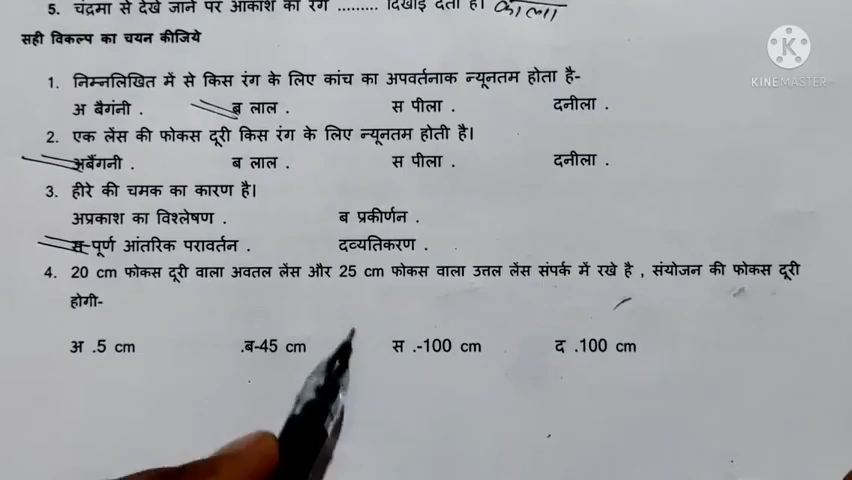 5. चंद्रमा से देखे जाने पर आकाश का रंग ......... दिखाई देता है। काला
सही विकल्प का चयन कीजिये
KINEMASTER
1. निम्नलिखित में से किस रंग के लिए कांच का अपवर्तनाक न्यूनतम होता है-
अ बैगंनी . ब लाल . स पीला . दनीला .
2. एक लेंस की फोकस दूरी किस रंग के लिए न्यूनतम होती है।
अबैंगनी . ब लाल . स पीला . दनीला .
3. हीरे की चमक का कारण है।
अप्रकाश का विश्लेषण . ब प्रकीर्णन .
स पूर्ण आंतरिक परावर्तन . दव्यतिकरण .
4. 20 cm फोकस दूरी वाला अवतल लेंस और 25 cm फोकस वाला उत्तल लेंस संपर्क में रखे है , संयोजन की फोकस दूरी
होगी-
अ .5 cm .ब-45 cm स .-100 cm द .100 cm